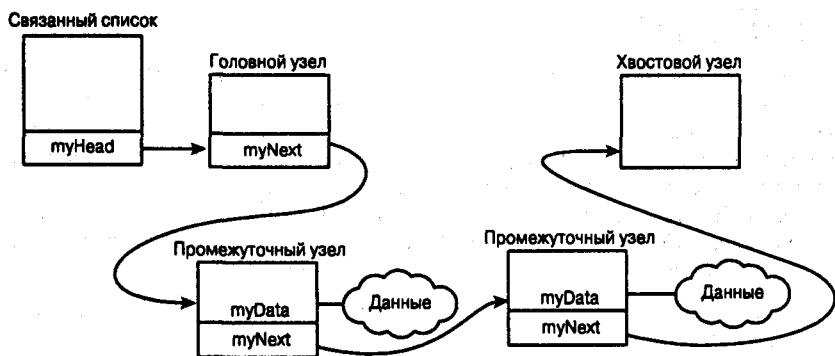 Связанный список
myHead
Головной узел
myNext
Хвостовой узел
Промежуточный узел
myData
myNext
Данные
Промежуточный узел
myData
myNext
Данные